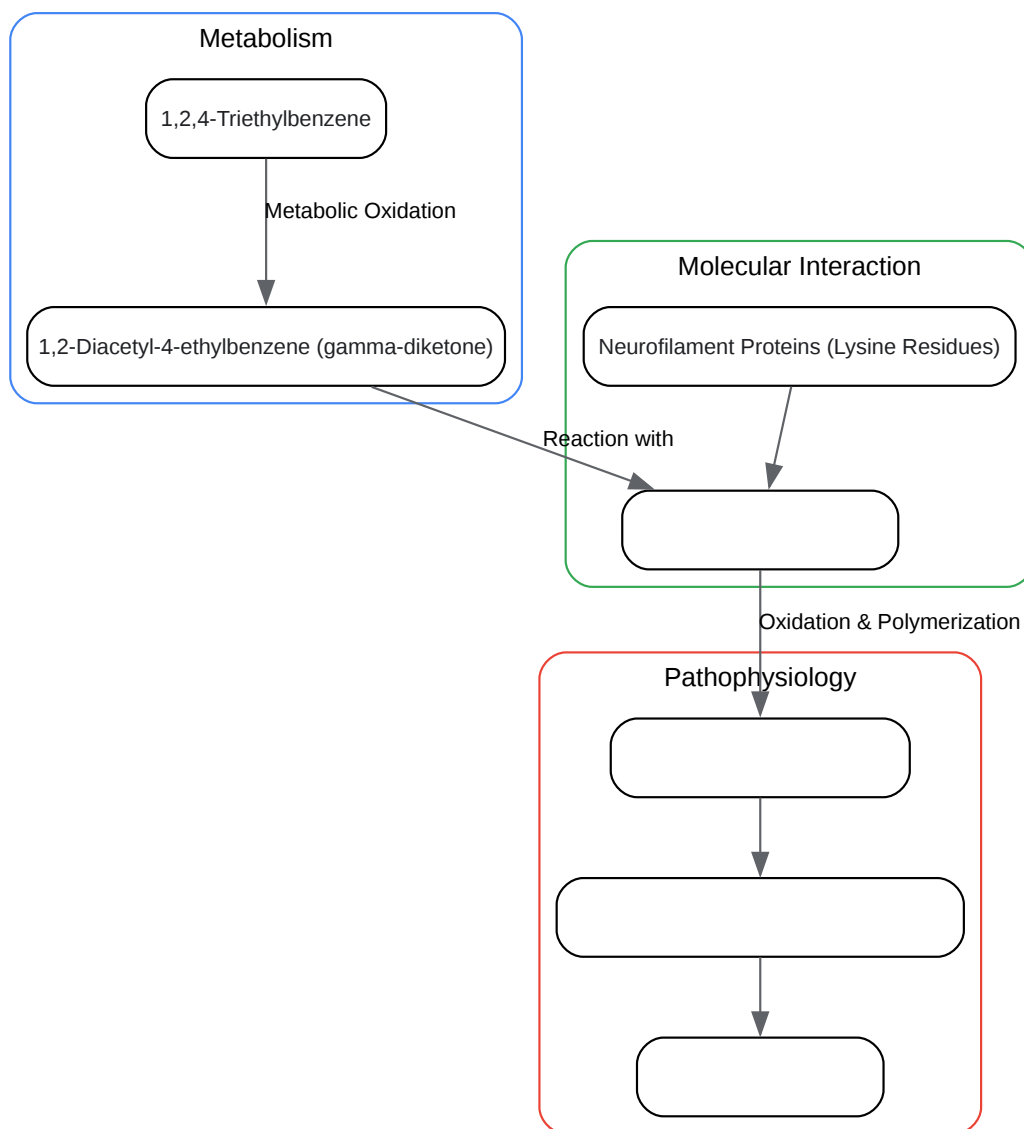 Metabolism
1,2,4-Triethylbenzene
Metabolic Oxidation
1,2-Diacetyl-4-ethylbenzene (gamma-diketone)
Molecular Interaction
Neurofilament Proteins (Lysine Residues)
Reaction with
Oxidation & Polymerization
Pathophysiology